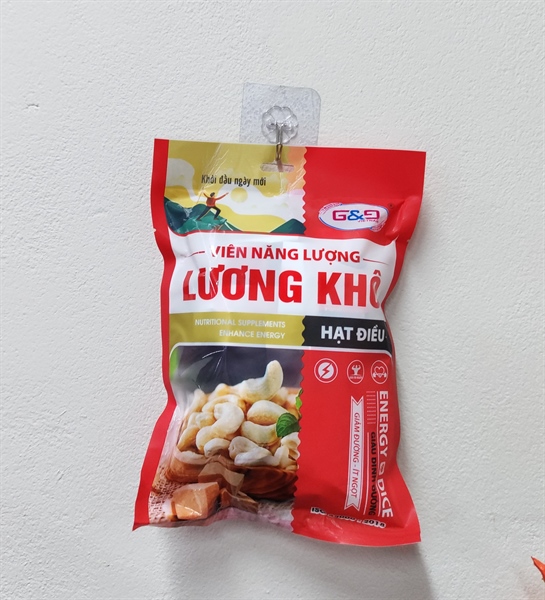 Khởi đầu ngày mới
G&G
VIÊN NĂNG LƯỢNG
LƯƠNG KHÔ
NUTRITIONAL SUPPLEMENTS
ENHANCE ENERGY
HẠT ĐIỀU
ENERGY & DICE
GIÀU DINH DƯỠNG
GIẢM ĐƯỜNG - ÍT NGỌT